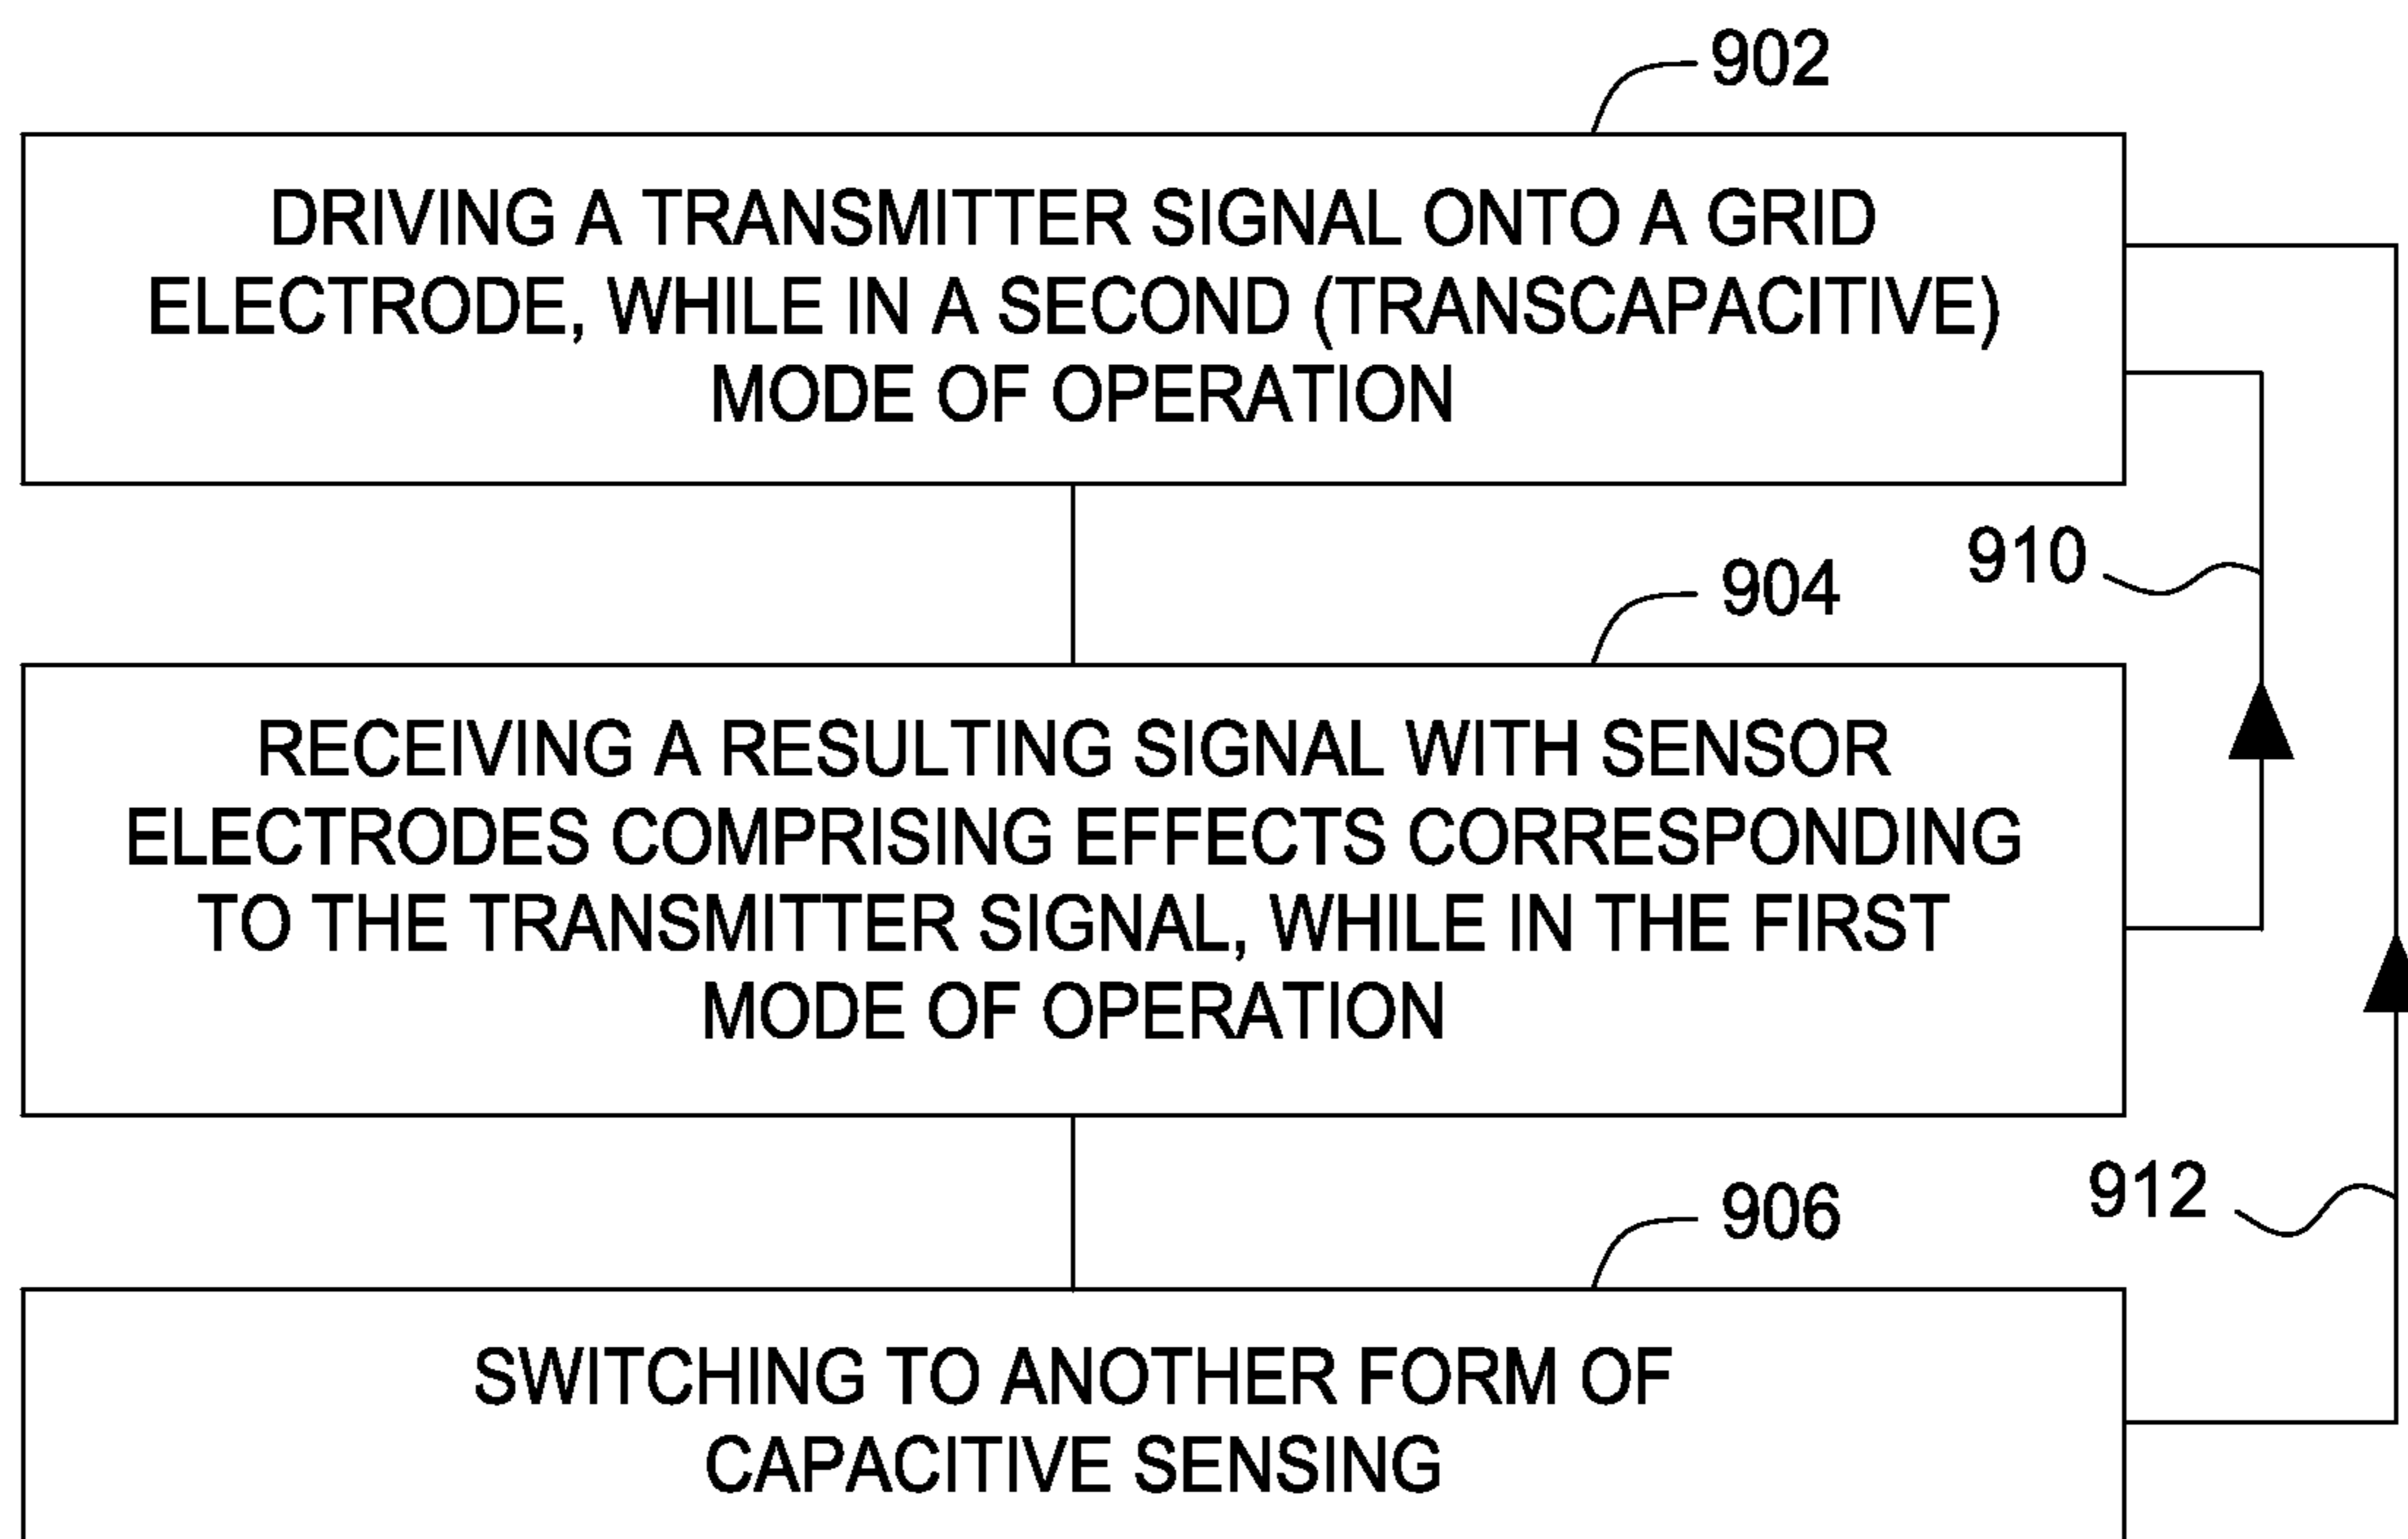 902
DRIVING A TRANSMITTER SIGNAL ONTO A GRID
ELECTRODE, WHILE IN A SECOND (TRANSCAPACITIVE)
MODE OF OPERATION
910
904
RECEIVING A RESULTING SIGNAL WITH SENSOR
ELECTRODES COMPRISING EFFECTS CORRESPONDING
TO THE TRANSMITTER SIGNAL, WHILE IN THE FIRST
MODE OF OPERATION
912
906
SWITCHING TO ANOTHER FORM OF
CAPACITIVE SENSING